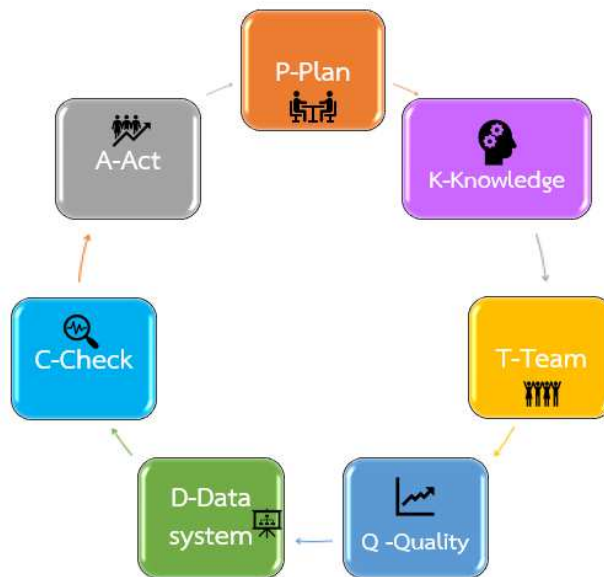 P-Plan
K-Knowledge
T-Team
Q -Quality
D-Data
system
C-Check
A-Act